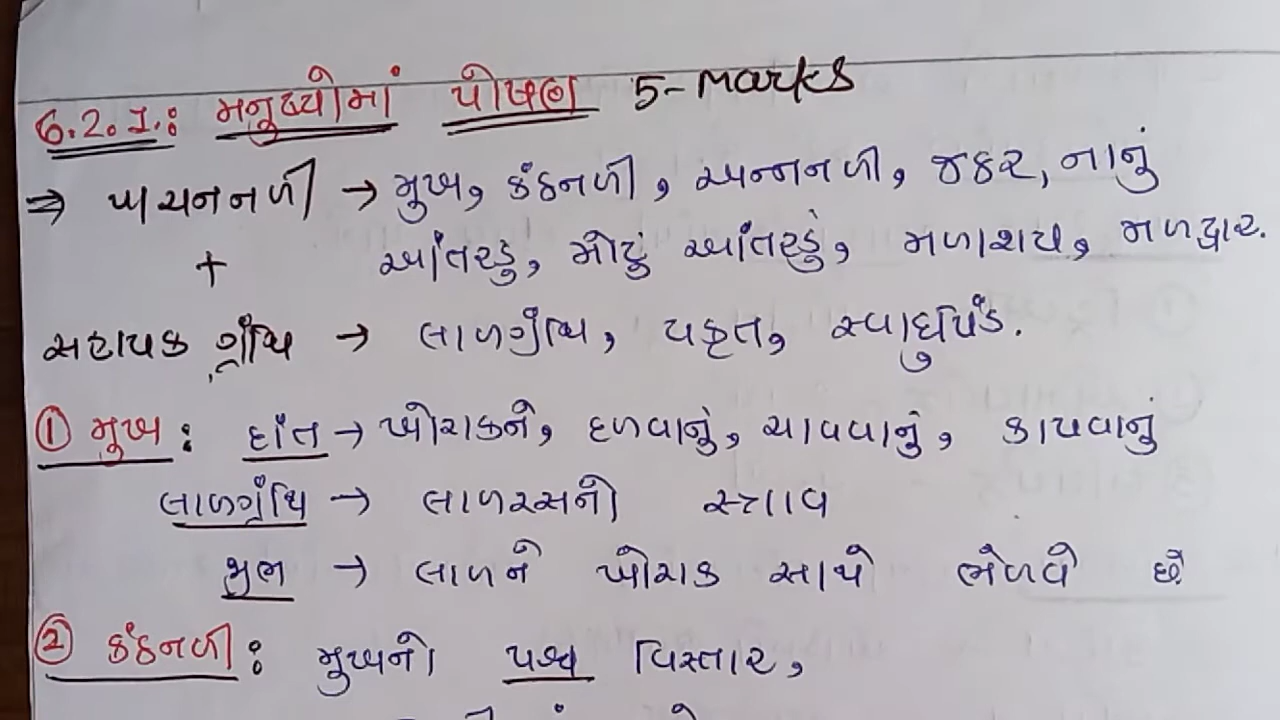 6.2.1.: મનુષ્યોમાં પોષણ 5-Marks
⇒ પાચનનળી → મુખ, કંઠનળી, અન્નનળી, જઠર, નાનું
+ આંતરડું, મોટું આંતરડું, મળાશય, મળદ્વાર.
સહાયક ગ્રંથિ → લાળગ્રંથિ, યકૃત, સ્વાદુપિંડ.
① મુખ: દાંત → ખોરાકને, દળવાનું, ચાવવાનું, કાપવાનું
લાળગ્રંથિ → લાળરસનો સ્ત્રાવ
જીભ → લાળને ખોરાક સાથે ભેળવે છે
② કંઠનળી: મુખનો પશ્વ વિસ્તાર,